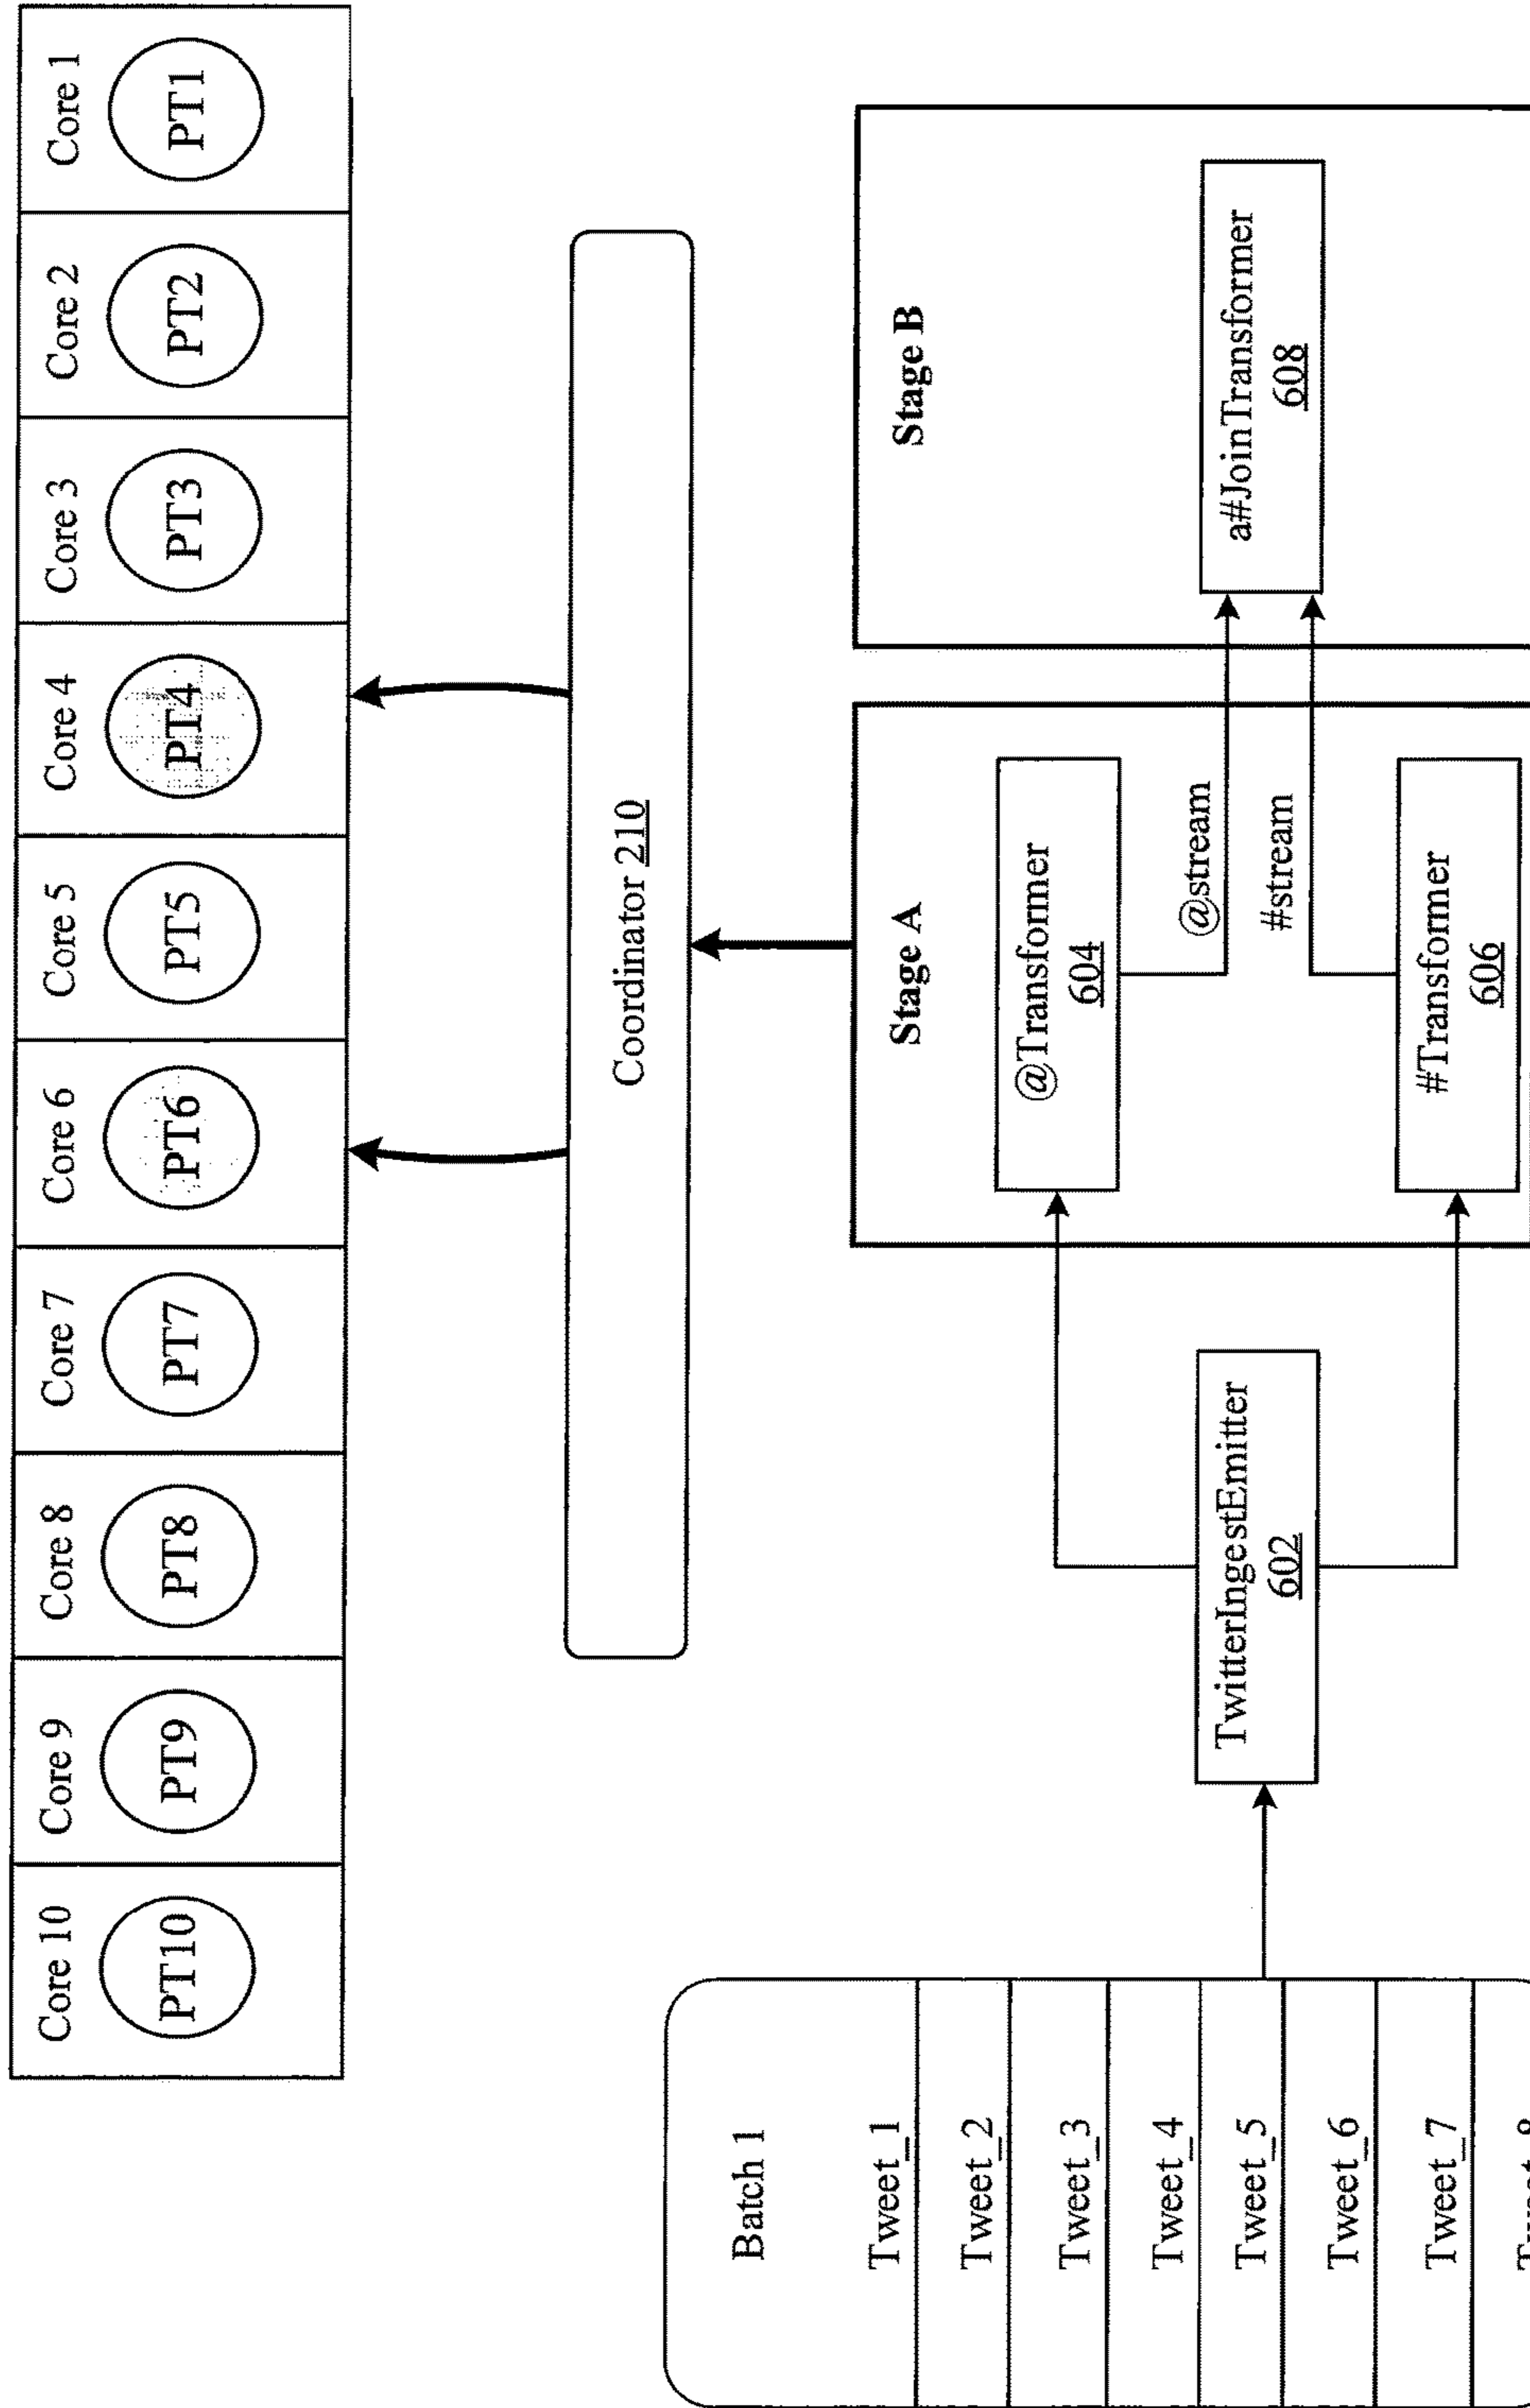 Core 10
Core 9
Core 8
Core 7
Core 6
Core 5
Core 4
Core 3
Core 2
Core 1
PT10
PT9
PT8
PT7
PT6
PT5
PT4
PT3
PT2
PT1
Coordinator 210
Batch 1
Tweet_1
Tweet_2
Tweet_3
Tweet_4
Tweet_5
Tweet_6
Tweet_7
TwitterIngestEmitter
602
Stage A
@Transformer
604
@stream
#stream
#Transformer
606
Stage B
a#JoinTransformer
608